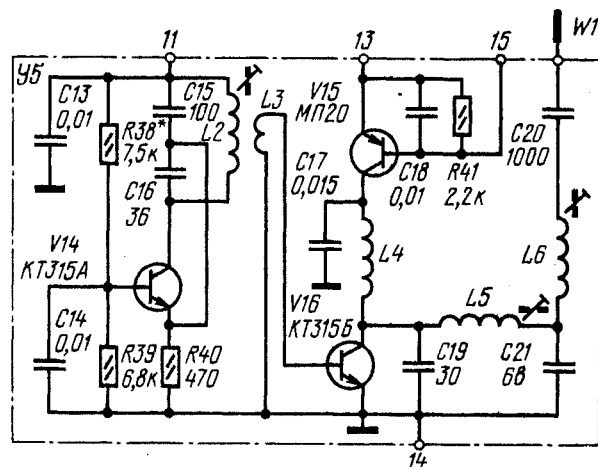 11
13
15
W1
У5
C13
0,01
C15
100
L2
L3
V15
МП20
R38*
7,5к
C16
36
C17
0,015
C18
0,01
R41
2,2к
C20
1000
V14
КТ315А
L4
L6
V16
КТ315Б
L5
C14
0,01
R39
6,8к
R40
470
C19
30
C21
68
14